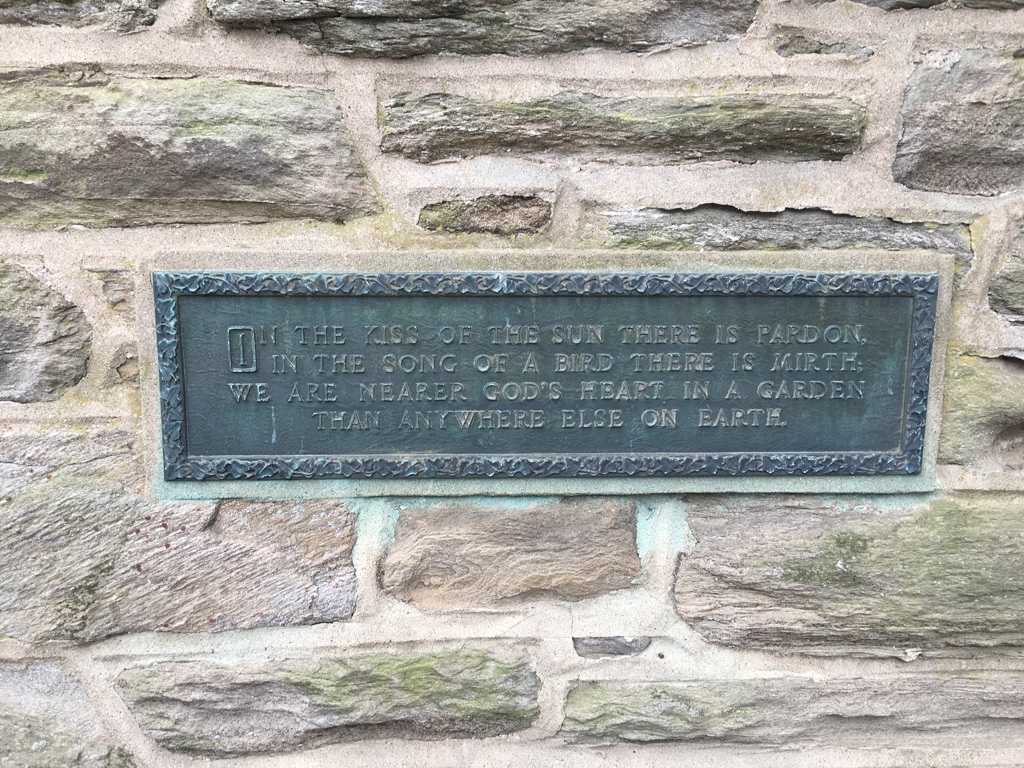 IN THE KISS OF THE SUN THERE IS PARDON,
IN THE SONG OF A BIRD THERE IS MIRTH;
WE ARE NEARER GOD'S HEART IN A GARDEN
THAN ANYWHERE ELSE ON EARTH.